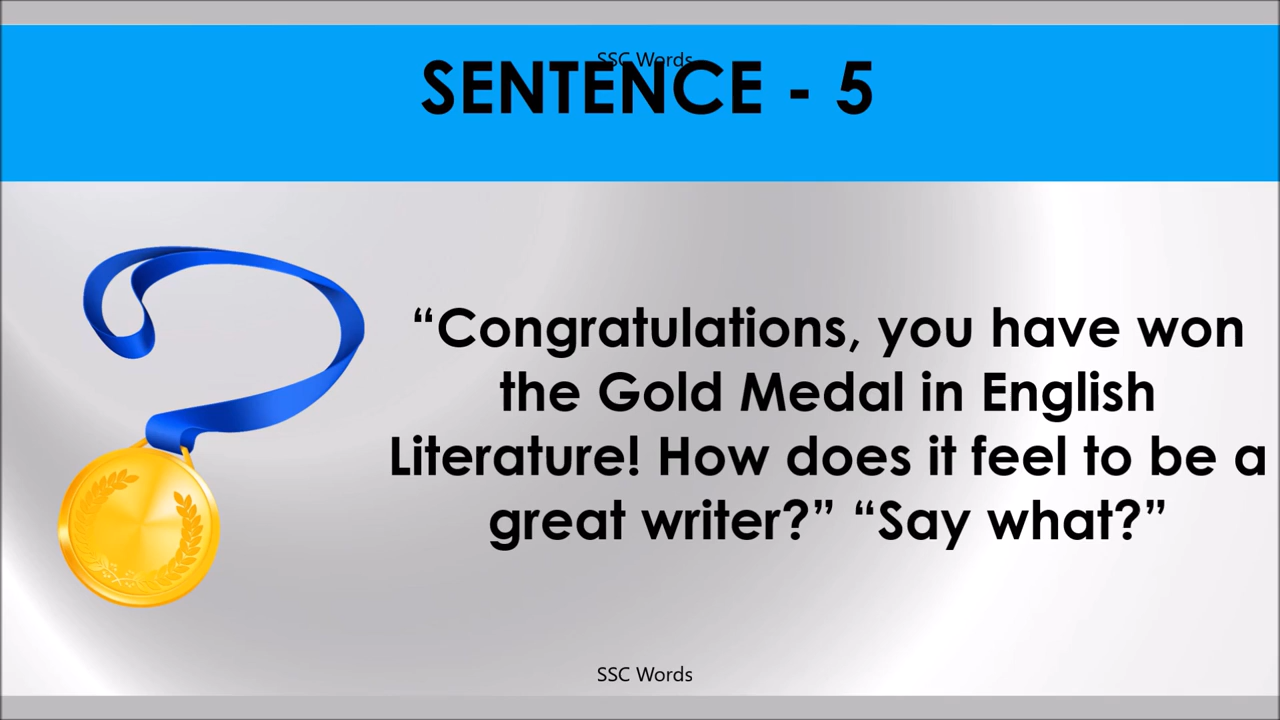 SSC Words
SENTENCE - 5
“Congratulations, you have won
the Gold Medal in English
Literature! How does it feel to be a
great writer?” “Say what?”
SSC Words